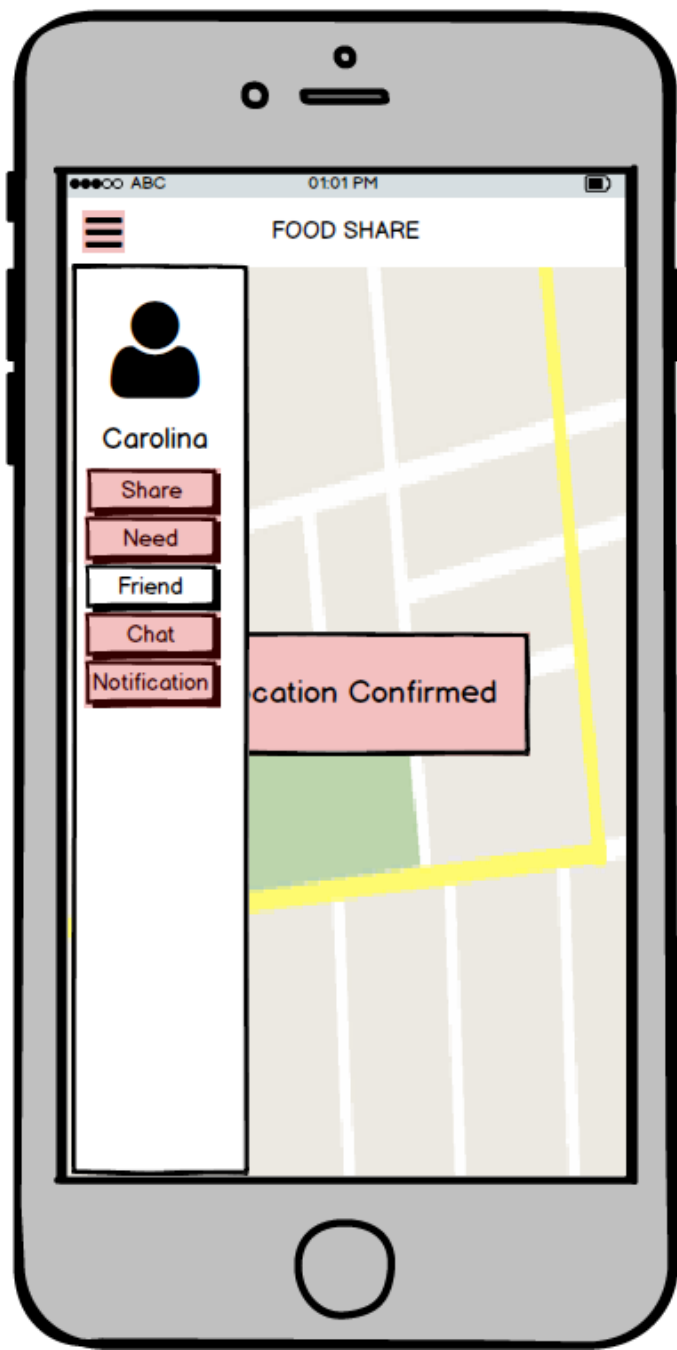 ABC 01:01 PM
FOOD SHARE
Carolina
Share
Need
Friend
Chat
Notification
cation Confirmed